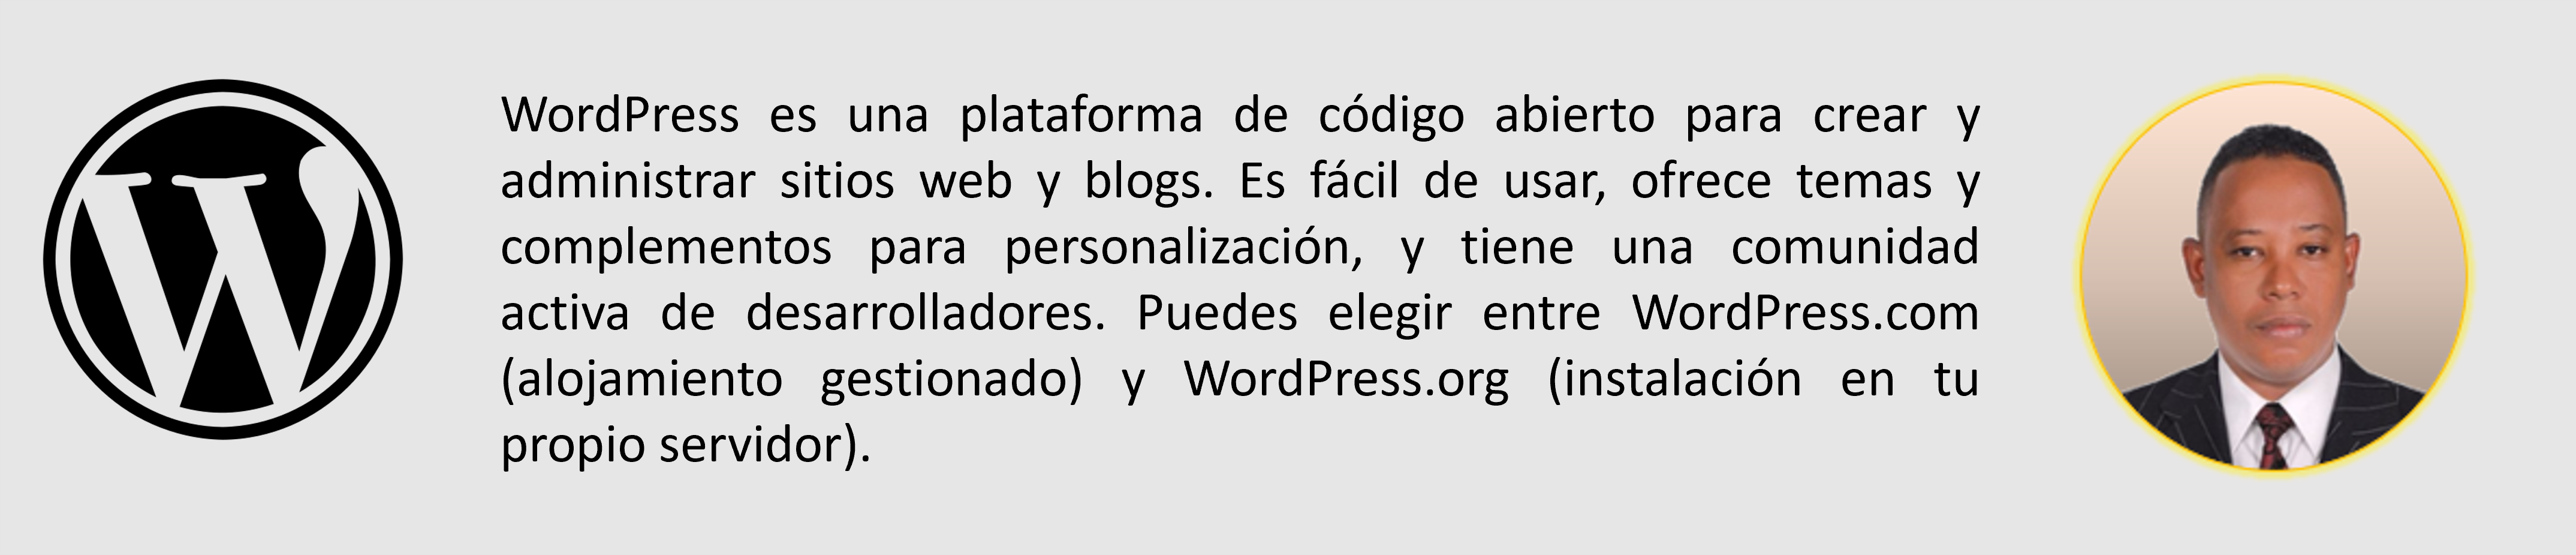 WordPress es una plataforma de código abierto para crear y
administrar sitios web y blogs. Es fácil de usar, ofrece temas y
complementos para personalización, y tiene una comunidad
activa de desarrolladores. Puedes elegir entre WordPress.com
(alojamiento gestionado) y WordPress.org (instalación en tu
propio servidor).